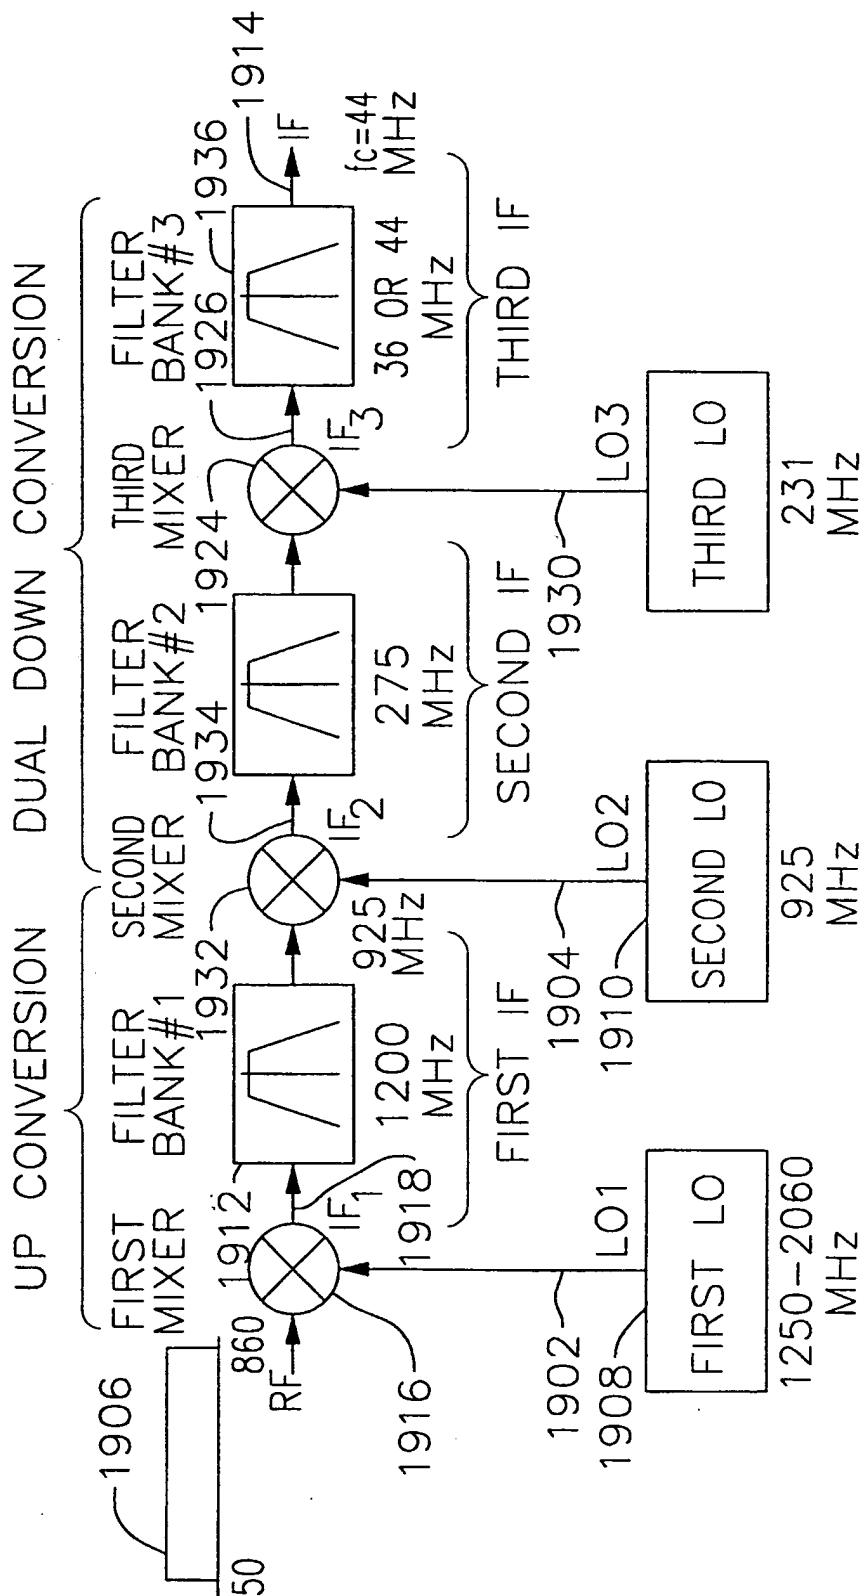 UP CONVERSION
DUAL DOWN CONVERSION
FIRST
MIXER
FILTER
BANK#1
SECOND
MIXER
FILTER
BANK#2
THIRD
MIXER
FILTER
BANK#3
1906
50
860
RF
1912
1932
1934
1924
1926
1936
1914
1916
IF1
1918
1200
MHz
925
MHz
IF2
275
MHz
IF3
36 OR 44
MHz
IF
fc=44
MHz
FIRST IF
SECOND IF
THIRD IF
1902
LO1
1908
FIRST LO
1250-2060
MHz
1904
LO2
1910
SECOND LO
925
MHz
1930
LO3
THIRD LO
231
MHz